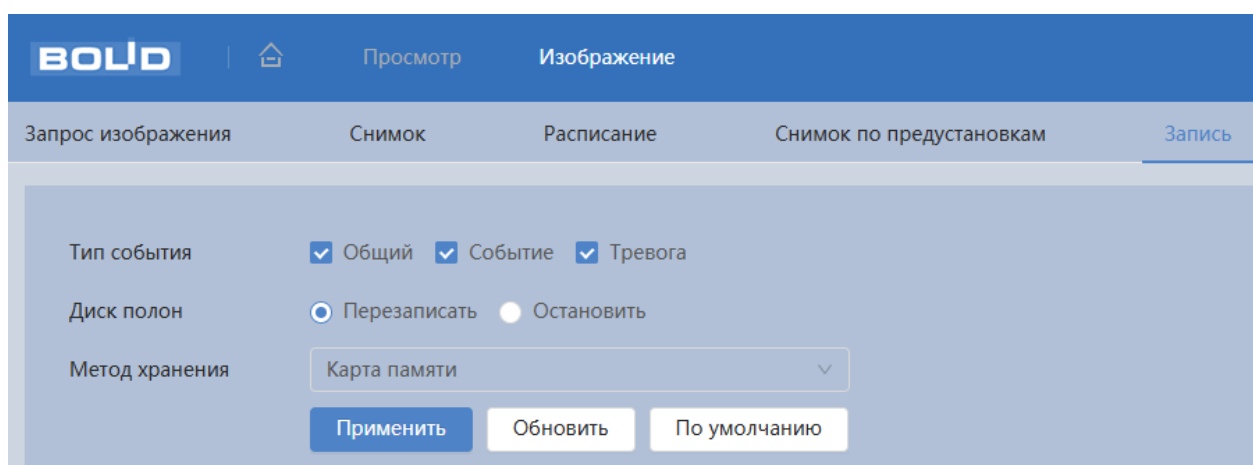 BOLID Просмотр Изображение
Запрос изображения Снимок Расписание Снимок по предустановкам Запись
Тип события Общий Событие Тревога
Диск полон Перезаписать Остановить
Метод хранения Карта памяти
Применить Обновить По умолчанию